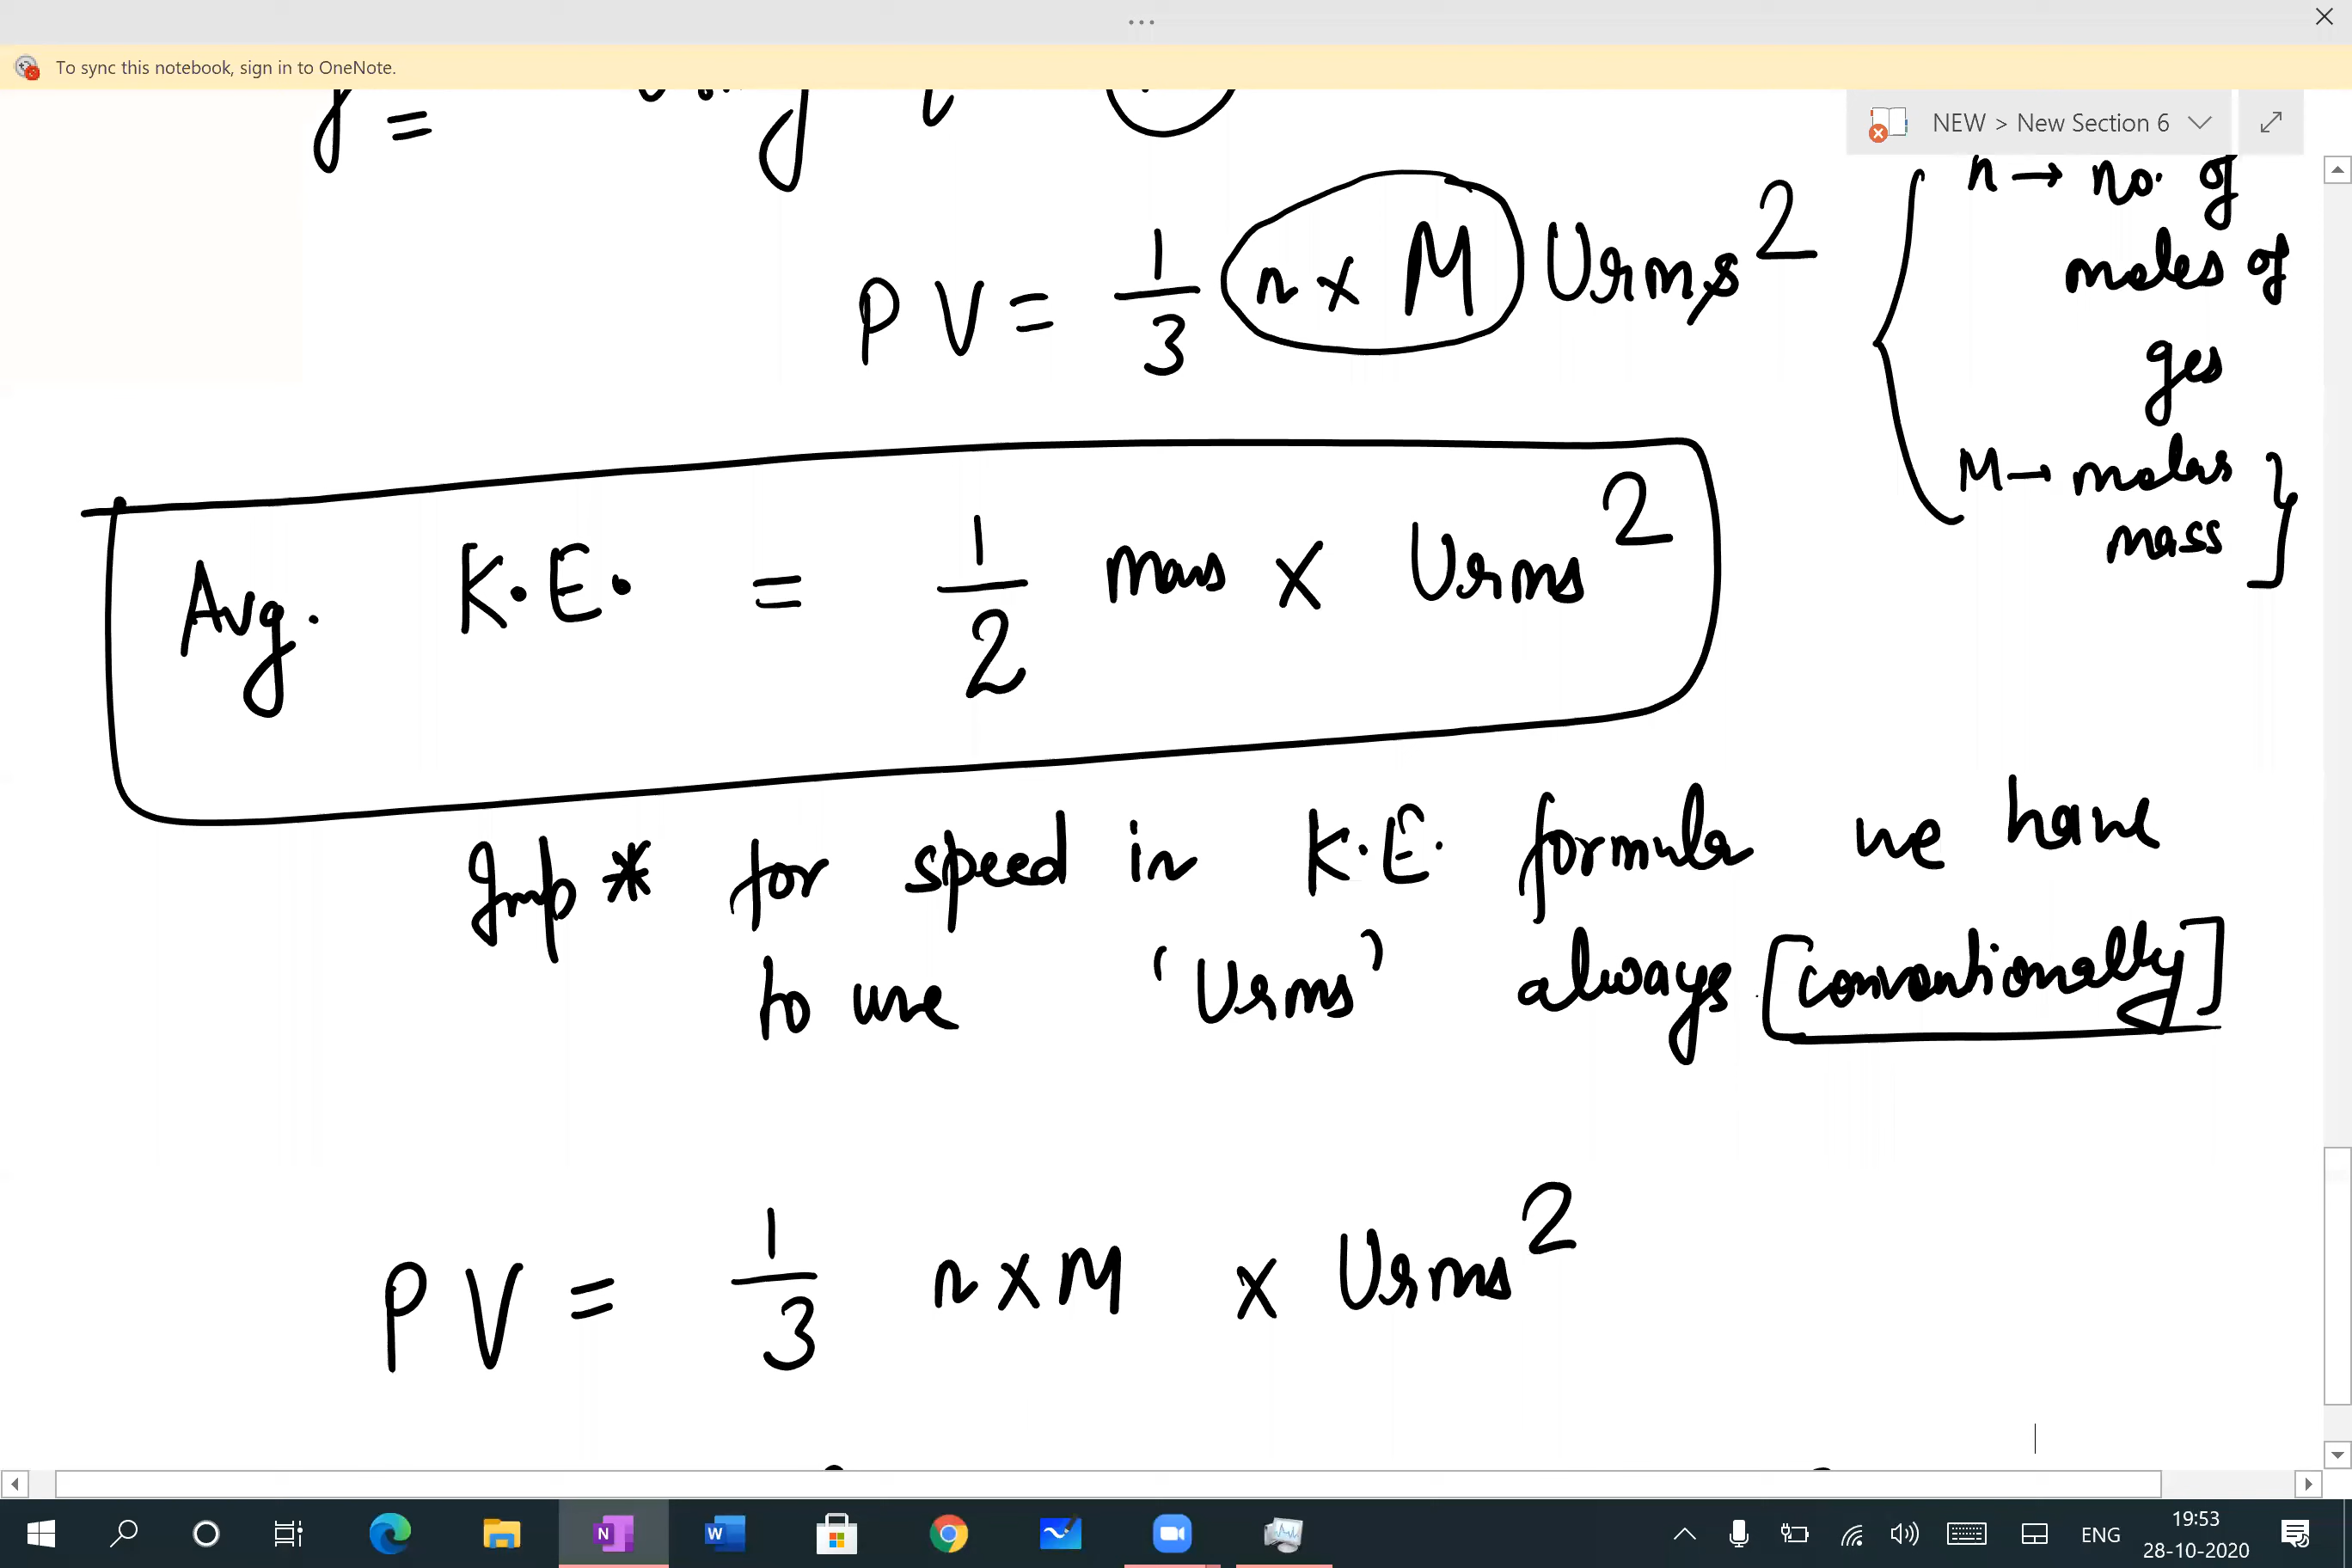 To sync this notebook, sign in to OneNote.
NEW > New Section 6
n → no. of
moles of
ges
M → molas
mass
PV = 1/3 n x M Urms²
Avg. K.E. = 1/2 mass X Urms²
Imp * for speed in K.E. formula we have
to use 'Urms' always [conventionally]
PV = 1/3 n x M x Urms²
ENG
19:53
28-10-2020